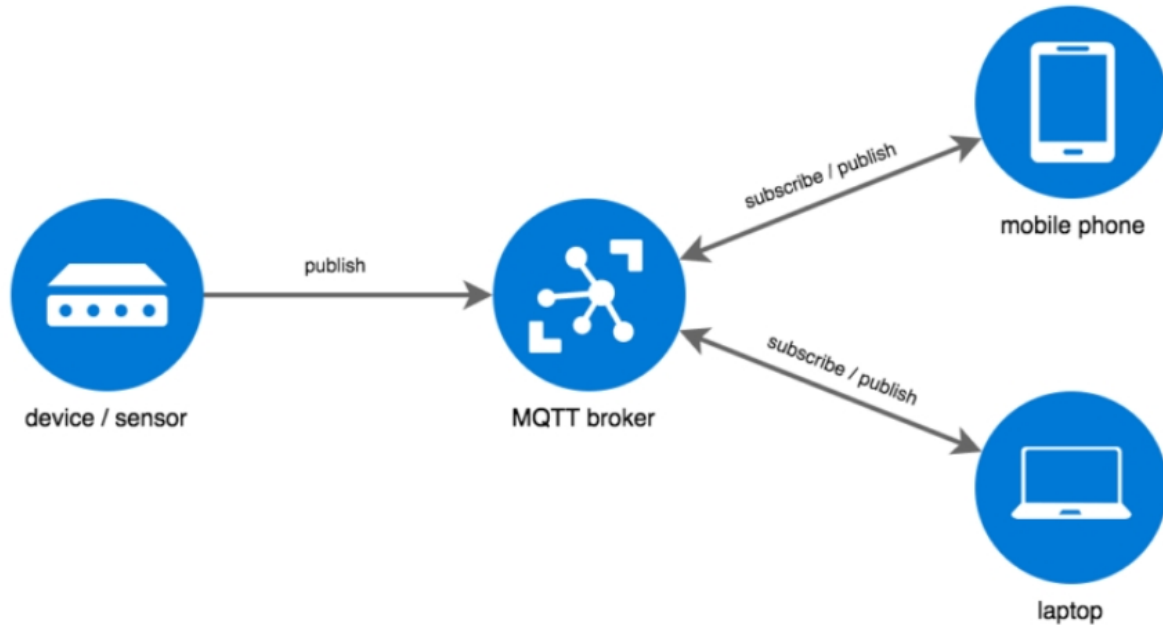 subscribe / publish
mobile phone
publish
device / sensor
MQTT broker
subscribe / publish
laptop